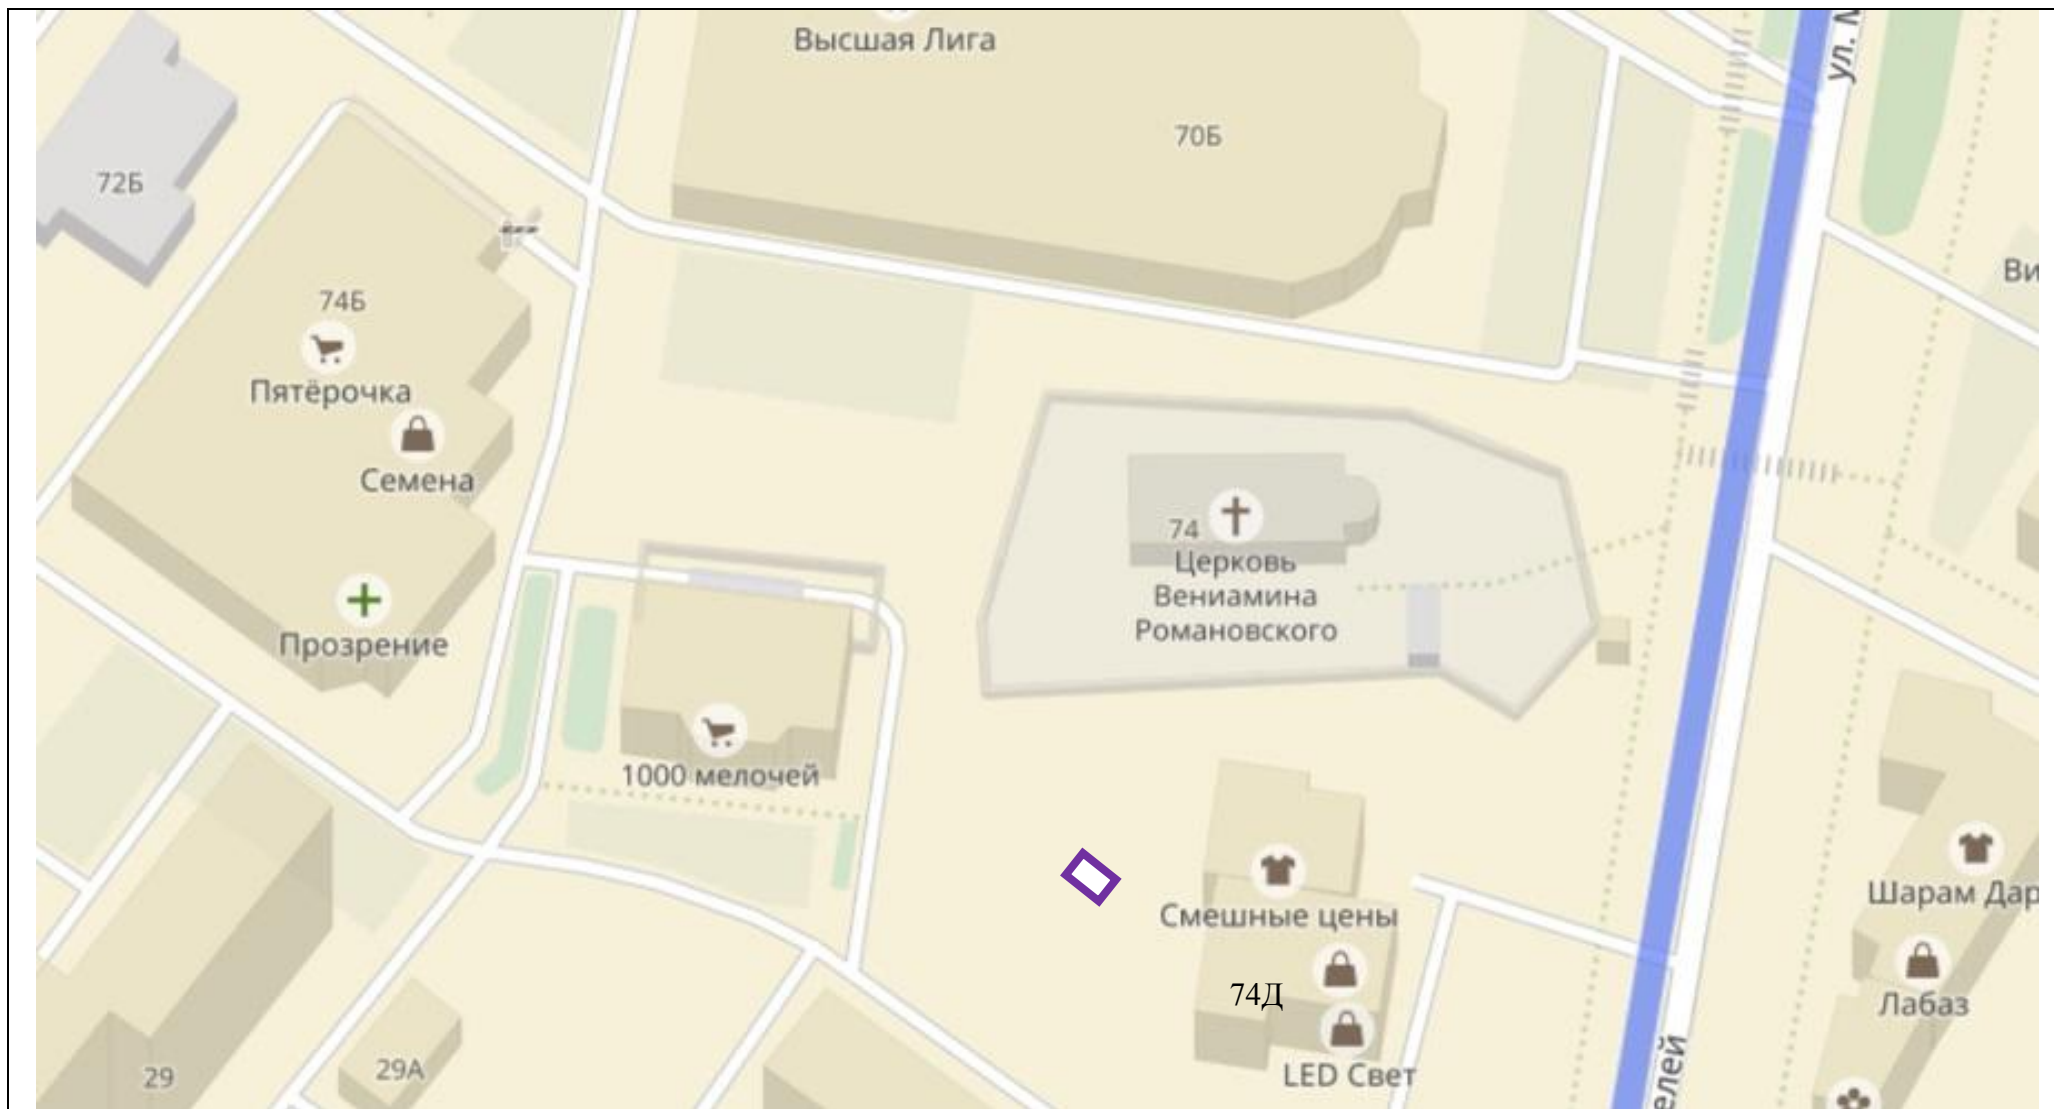 Высшая Лига
ул. М
70Б
72Б
Ви
74Б
Пятёрочка
Семена
74
Церковь
Вениамина
Романовского
Прозрение
1000 мелочей
Смешные цены
Шарам Дар
74Д
Лабаз
29
29А
LED Свет
елей